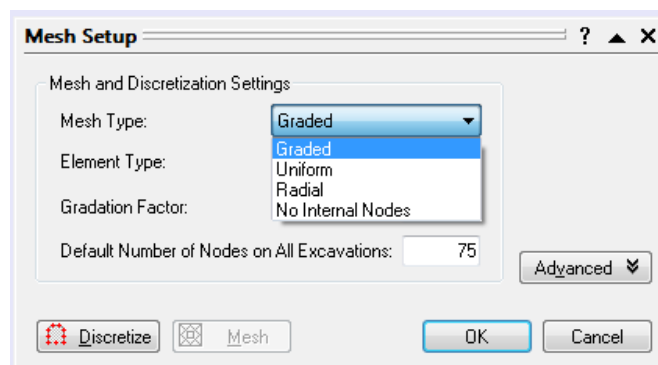 Mesh Setup ? ▲ ✕
Mesh and Discretization Settings
Mesh Type: Graded
Graded
Element Type:
Uniform
Radial
Gradation Factor:
No Internal Nodes
Default Number of Nodes on All Excavations: 75
Advanced
Discretize Mesh OK Cancel